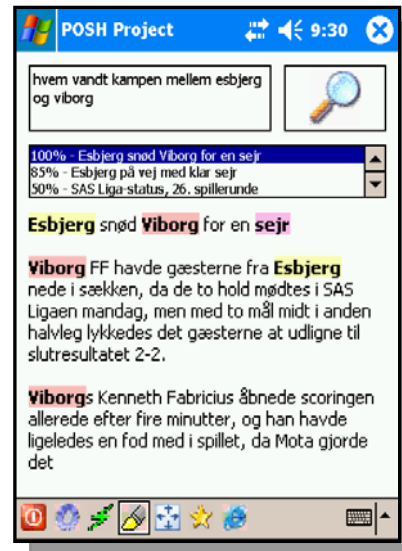 POSH Project 9:30
hvem vandt kampen mellem esbjerg
og viborg
100% - Esbjerg snød Viborg for en sejr
85% - Esbjerg på vej med klar sejr
50% - SAS Liga-status, 26. spillerunde
Esbjerg snød Viborg for en sejr
Viborg FF havde gæsterne fra Esbjerg
nede i sækken, da de to hold mødtes i SAS
Ligaen mandag, men med to mål midt i anden
halvleg lykkedes det gæsterne at udligne til
slutresultatet 2-2.
Viborgs Kenneth Fabricius åbnede scoringen
allerede efter fire minutter, og han havde
ligeledes en fod med i spillet, da Mota gjorde
det